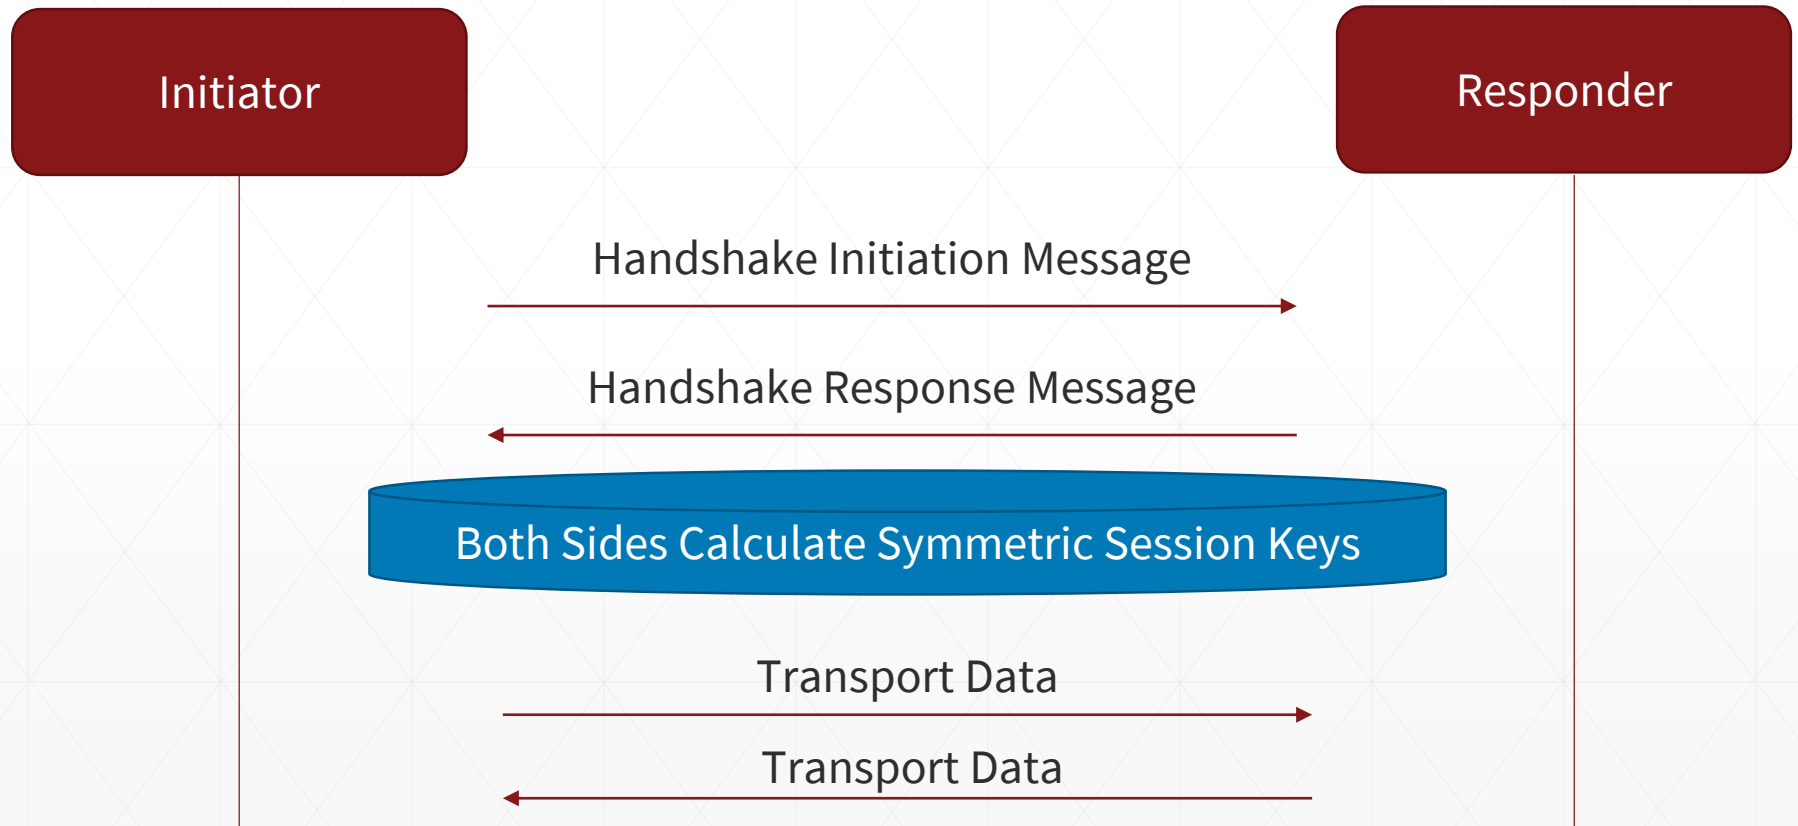 Initiator
Responder
Handshake Initiation Message
Handshake Response Message
Both Sides Calculate Symmetric Session Keys
Transport Data
Transport Data